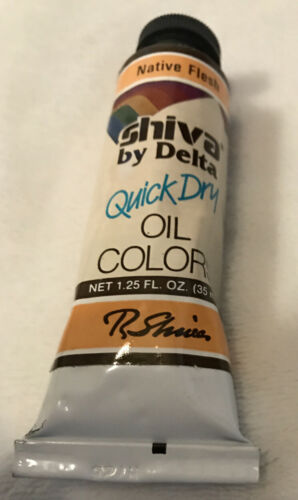 Native Flesh
Shiva®
by Delta
Quick Dry
OIL
COLOR
NET 1.25 FL. OZ. (35
R. Shiva